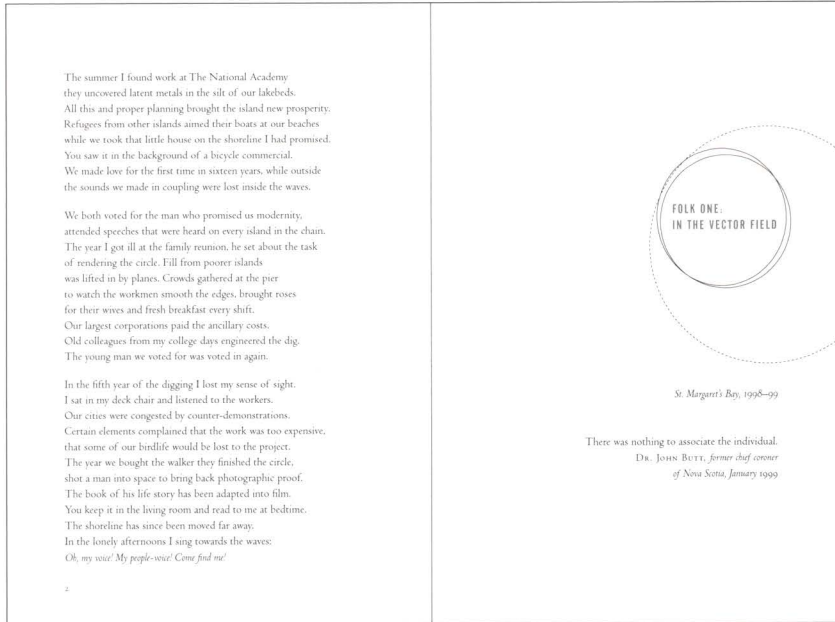 The summer I found work at The National Academy
they uncovered latent metals in the silt of our lakebeds.
All this and proper planning brought the island new prosperity.
Refugees from other islands aimed their boats at our beaches
while we took that little house on the shoreline I had promised.
You saw it in the background of a bicycle commercial.
We made love for the first time in sixteen years, while outside
the sounds we made in coupling were lost inside the waves.
We both voted for the man who promised us modernity,
attended speeches that were heard on every island in the chain.
The year I got ill at the family reunion, he set about the task
of rendering the circle. Fill from poorer islands
was lifted in by planes. Crowds gathered at the pier
to watch the workmen smooth the edges, brought roses
for their wives and fresh breakfast every shift.
Our largest corporations paid the ancillary costs.
Old colleagues from my college days engineered the dig.
The young man we voted for was voted in again.
In the fifth year of the digging I lost my sense of sight.
I sat in my deck chair and listened to the workers.
Our cities were congested by counter-demonstrations.
Certain elements complained that the work was too expensive,
that some of our birdlife would be lost to the project.
The year we bought the walker they finished the circle,
shot a man into space to bring back photographic proof.
The book of his life story has been adapted into film.
You keep it in the living room and read to me at bedtime.
The shoreline has since been moved far away.
In the lonely afternoons I sing towards the waves:
Oh, my voice! My people-voice! Come find me!
2
FOLK ONE:
IN THE VECTOR FIELD
St. Margaret's Bay, 1998–99
There was nothing to associate the individual.
DR. JOHN BUTT, former chief coroner
of Nova Scotia, January 1999